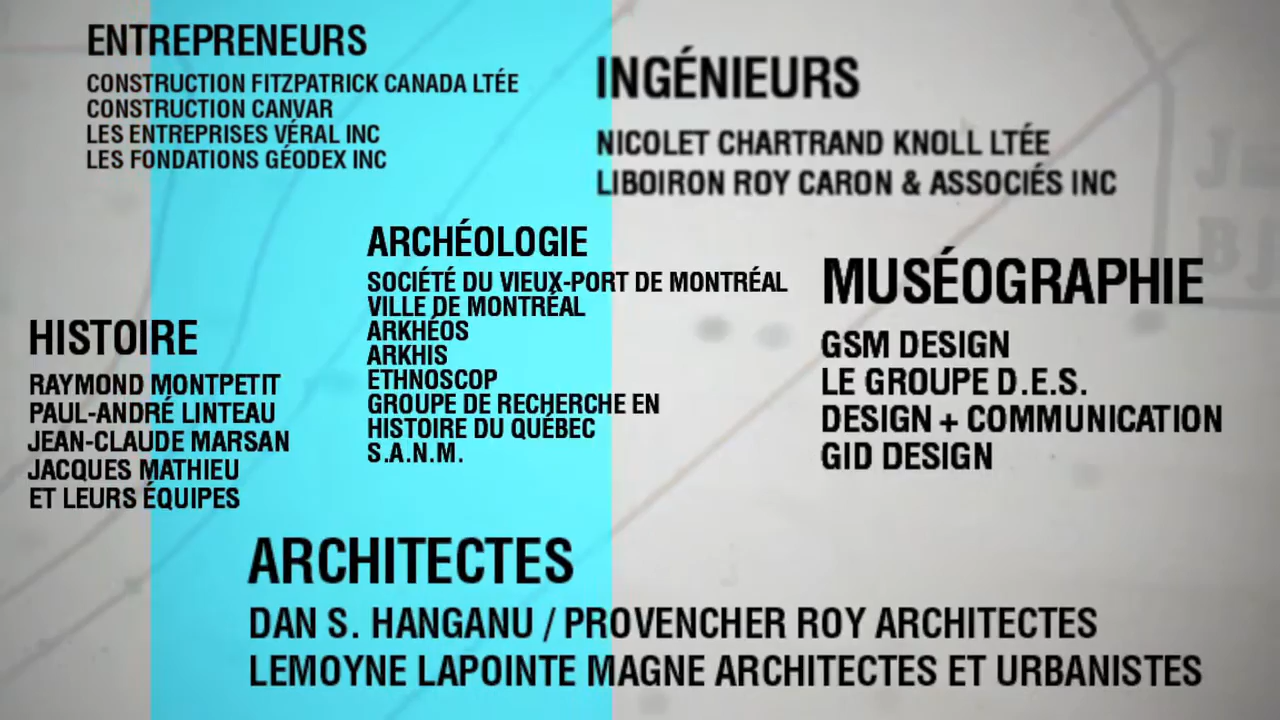 ENTREPRENEURS
CONSTRUCTION FITZPATRICK CANADA LTÉE
CONSTRUCTION CANVAR
LES ENTREPRISES VÉRAL INC
LES FONDATIONS GÉODEX INC
INGÉNIEURS
NICOLET CHARTRAND KNOLL LTÉE
LIBOIRON ROY CARON & ASSOCIÉS INC
ARCHÉOLOGIE
SOCIÉTÉ DU VIEUX-PORT DE MONTRÉAL
VILLE DE MONTRÉAL
ARKHÉOS
ARKHIS
ETHNOSCOP
GROUPE DE RECHERCHE EN
HISTOIRE DU QUÉBEC
S.A.N.M.
MUSÉOGRAPHIE
GSM DESIGN
LE GROUPE D.E.S.
DESIGN + COMMUNICATION
GID DESIGN
HISTOIRE
RAYMOND MONTPETIT
PAUL-ANDRÉ LINTEAU
JEAN-CLAUDE MARSAN
JACQUES MATHIEU
ET LEURS ÉQUIPES
ARCHITECTES
DAN S. HANGANU / PROVENCHER ROY ARCHITECTES
LEMOYNE LAPOINTE MAGNE ARCHITECTES ET URBANISTES